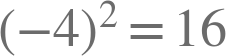 (−4)² = 16